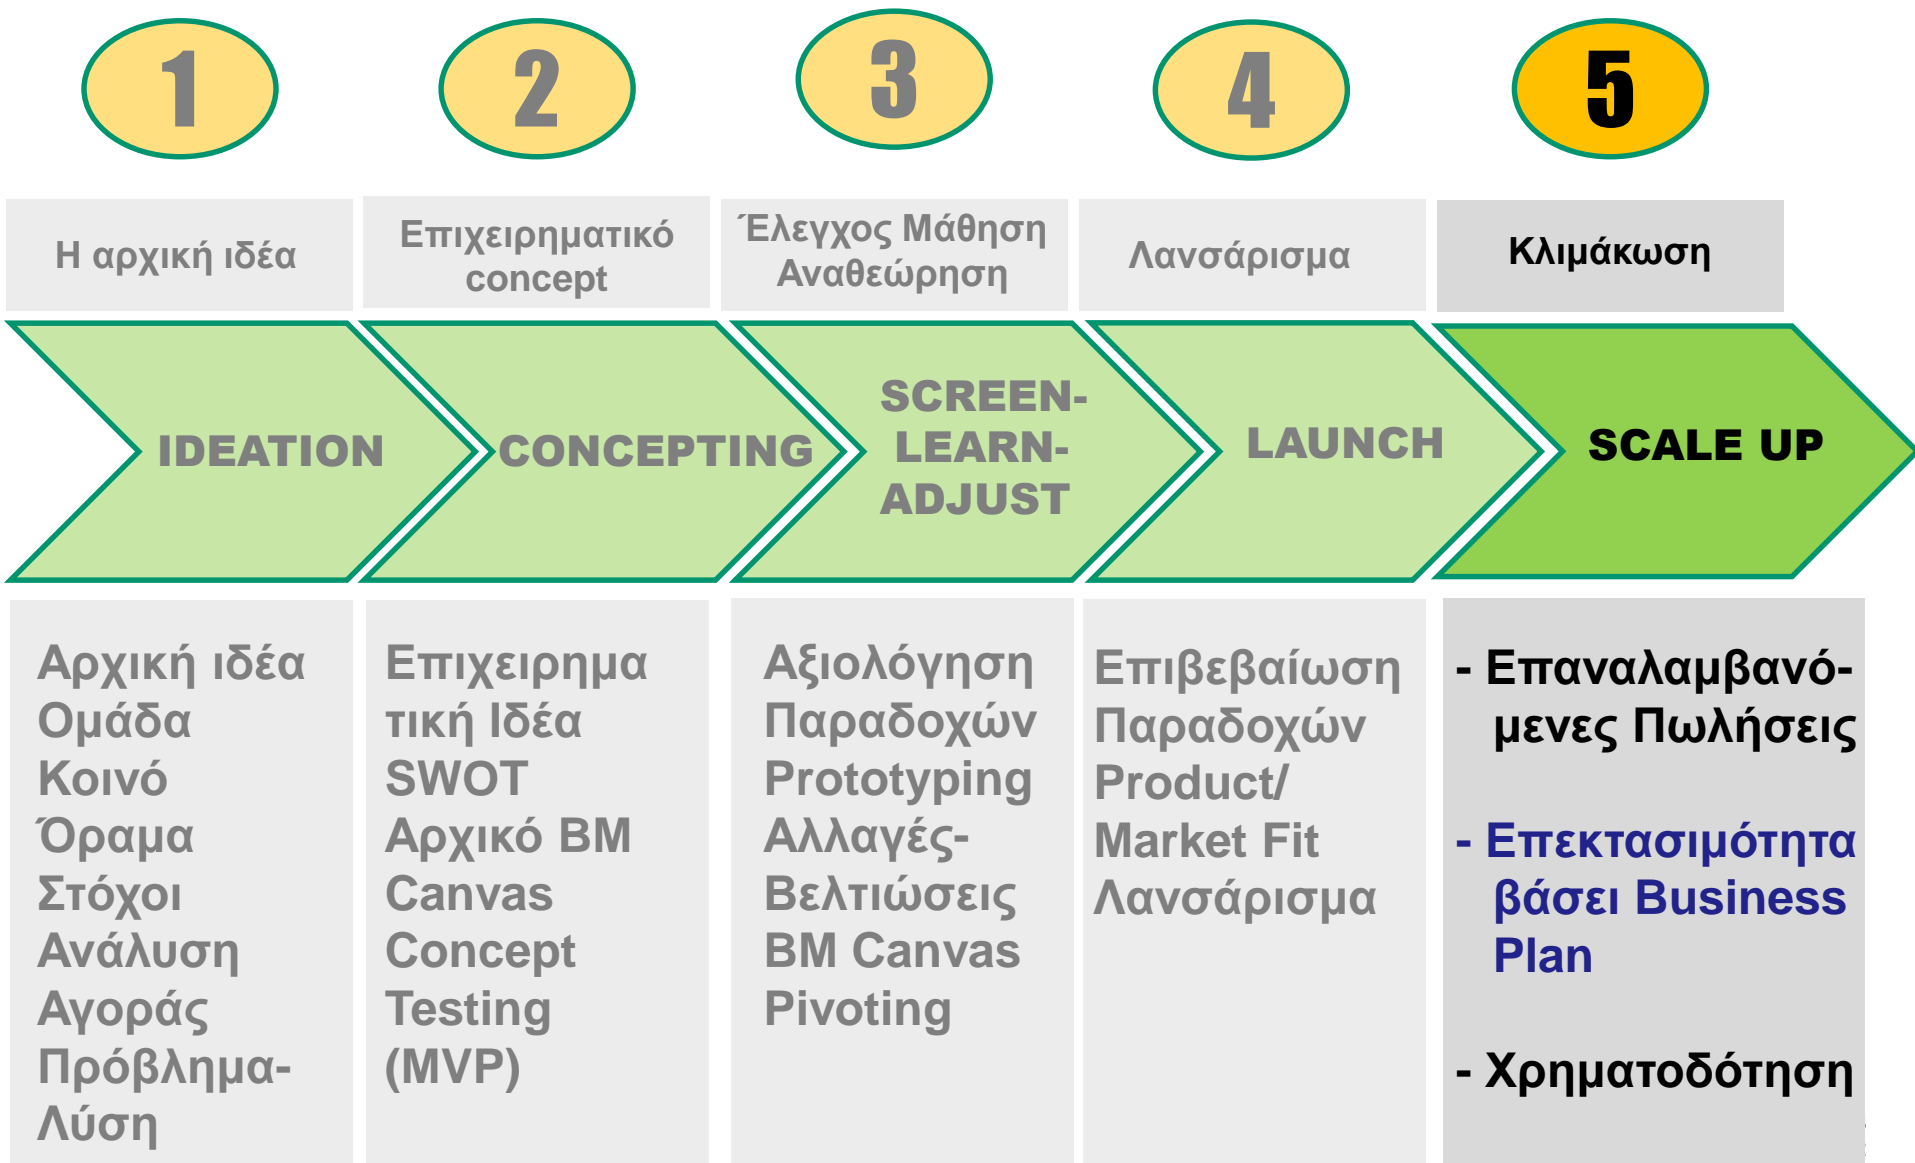 1
2
3
4
5
Η αρχική ιδέα
Επιχειρηματικό
concept
Έλεγχος Μάθηση
Αναθεώρηση
Λανσάρισμα
Κλιμάκωση
IDEATION
CONCEPTING
SCREEN-
LEARN-
ADJUST
LAUNCH
SCALE UP
Αρχική ιδέα
Ομάδα
Κοινό
Όραμα
Στόχοι
Ανάλυση
Αγοράς
Πρόβλημα-
Λύση
Επιχειρημα
τική Ιδέα
SWOT
Αρχικό BM
Canvas
Concept
Testing
(MVP)
Αξιολόγηση
Παραδοχών
Prototyping
Αλλαγές-
Βελτιώσεις
BM Canvas
Pivoting
Επιβεβαίωση
Παραδοχών
Product/
Market Fit
Λανσάρισμα
- Επαναλαμβανό-
μενες Πωλήσεις
- Επεκτασιμότητα
βάσει Business
Plan
- Χρηματοδότηση